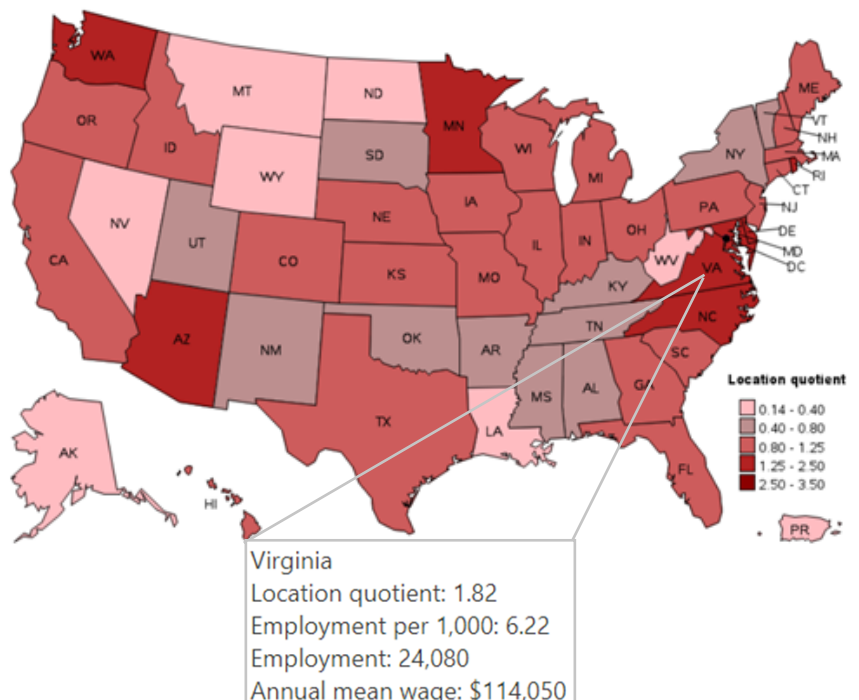 WA
MT
ND
MN
ME
OR
ID
SD
WI
VT
NH
WY
MI
NY
MA
RI
CT
NV
NE
IA
PA
NJ
UT
IL
IN
OH
DE
CA
CO
KS
MO
WV
VA
MD
DC
KY
AZ
NM
OK
AR
TN
NC
SC
MS
AL
GA
TX
LA
AK
FL
HI
PR
Location quotient
0.14 - 0.40
0.40 - 0.80
0.80 - 1.25
1.25 - 2.50
2.50 - 3.50
Virginia
Location quotient: 1.82
Employment per 1,000: 6.22
Employment: 24,080
Annual mean wage: $114,050